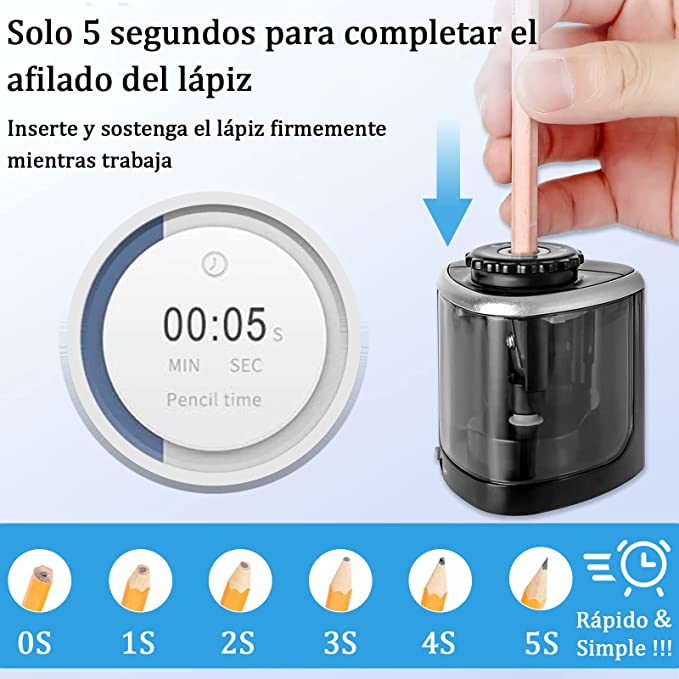 Solo 5 segundos para completar el
afilado del lápiz
Inserte y sostenga el lápiz firmemente
mientras trabaja
00:05 s
MIN SEC
Pencil time
0S 1S 2S 3S 4S 5S
Rápido &
Simple !!!